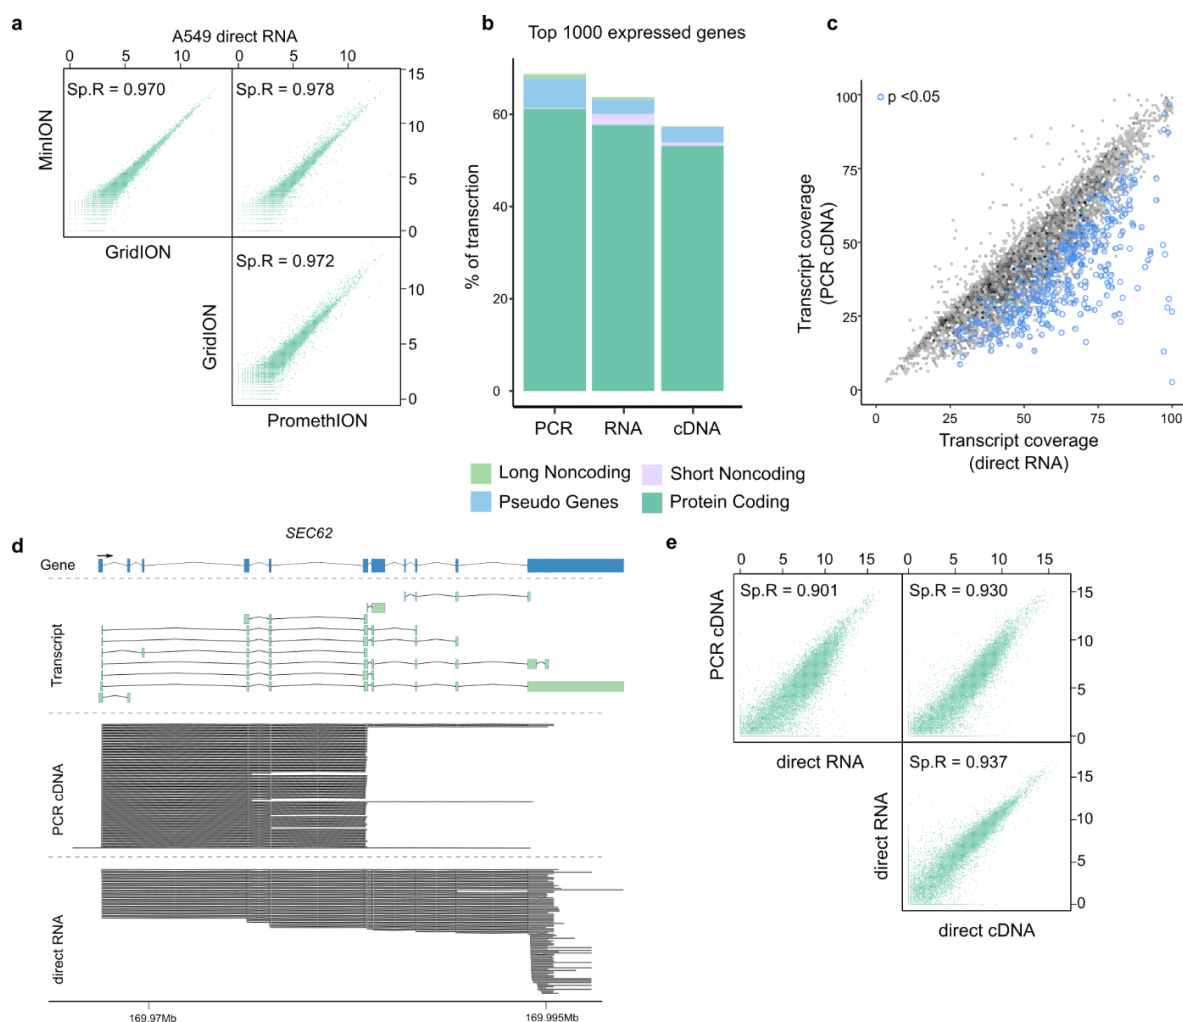 a
A549 direct RNA
0 5 10 0 5 10
Sp.R = 0.970
Sp.R = 0.978
15
10
5
0
MinION
GridION
Sp.R = 0.972
15
10
5
0
GridION
PromethION
b
Top 1000 expressed genes
% of transcrtion
60
40
20
0
PCR RNA cDNA
Long Noncoding
Short Noncoding
Pseudo Genes
Protein Coding
c
p <0.05
Transcript coverage
(PCR cDNA)
100
75
50
25
0
0 25 50 75 100
Transcript coverage
(direct RNA)
d
SEC62
Gene
Transcript
PCR cDNA
direct RNA
169.97Mb
169.995Mb
e
0 5 10 15 0 5 10 15
Sp.R = 0.901
Sp.R = 0.930
15
10
5
0
PCR cDNA
direct RNA
Sp.R = 0.937
15
10
5
0
direct RNA
direct cDNA